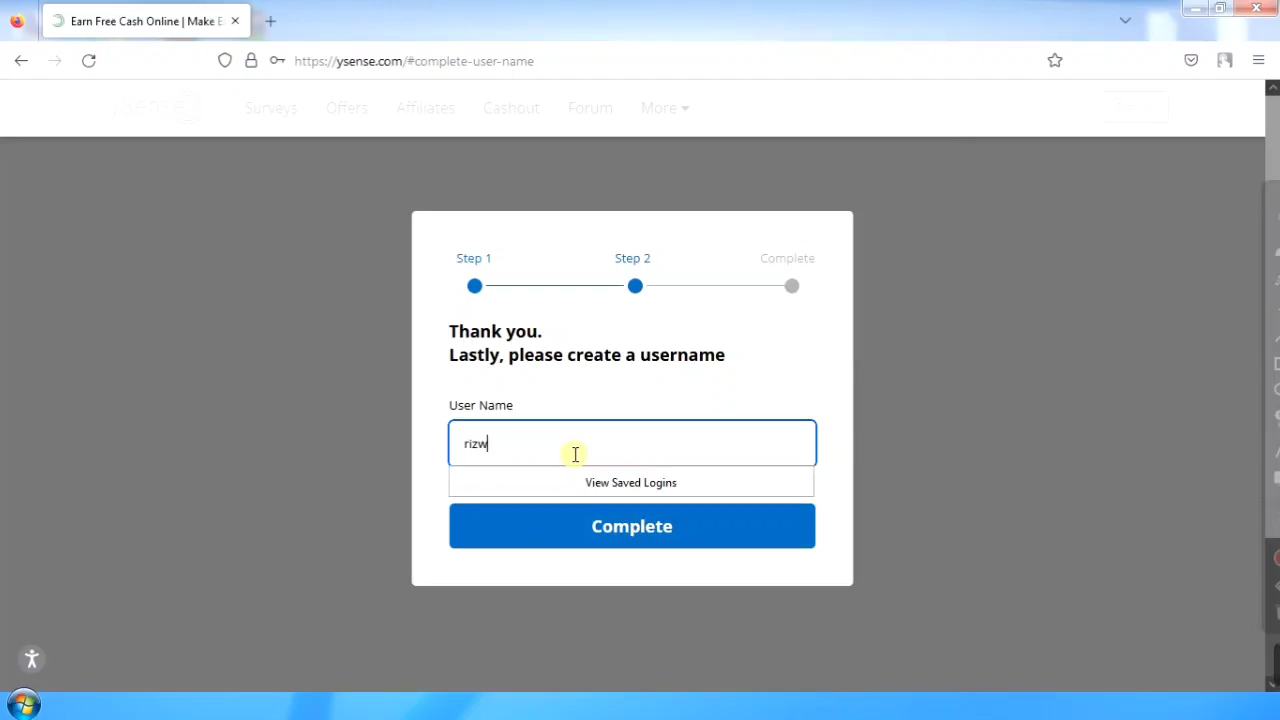 Earn Free Cash Online | Make E
https://ysense.com/#complete-user-name
ySense
Surveys
Offers
Affiliates
Cashout
Forum
More
Step 1
Step 2
Complete
Thank you.
Lastly, please create a username
User Name
rizw
View Saved Logins
Complete